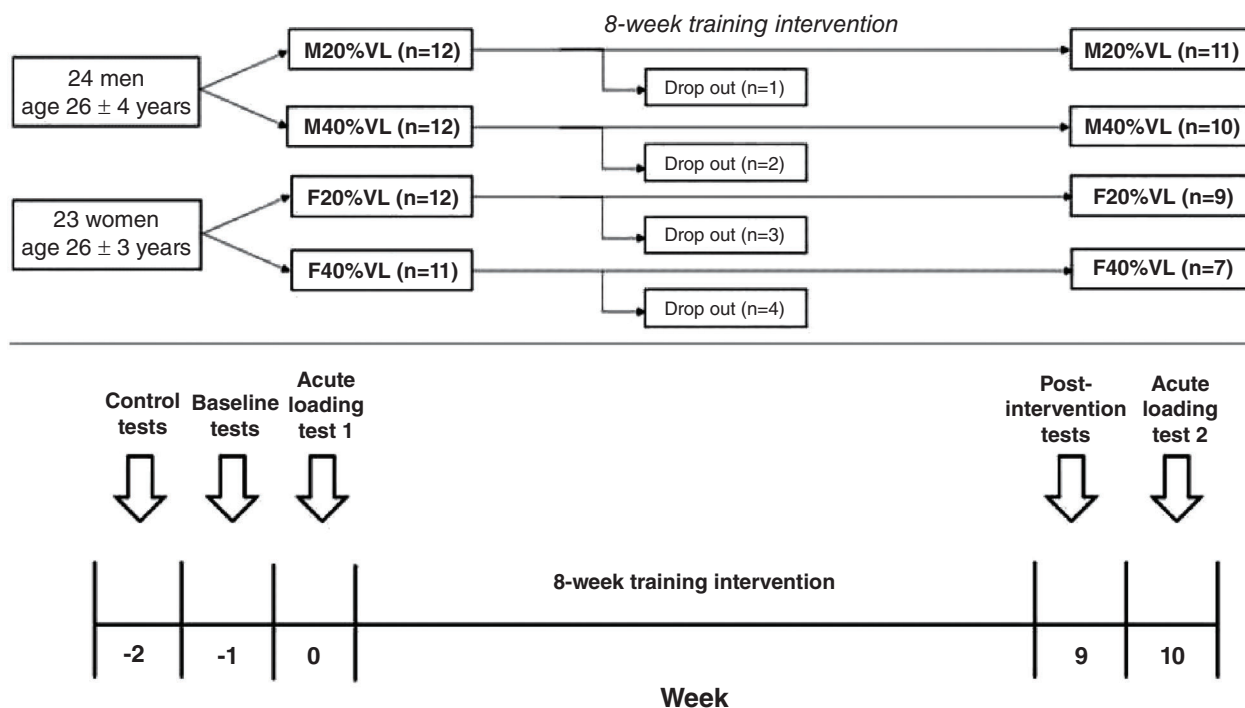 8-week training intervention
24 men
age 26 ± 4 years
M20%VL (n=12)
Drop out (n=1)
M20%VL (n=11)
M40%VL (n=12)
Drop out (n=2)
M40%VL (n=10)
23 women
age 26 ± 3 years
F20%VL (n=12)
Drop out (n=3)
F20%VL (n=9)
F40%VL (n=11)
Drop out (n=4)
F40%VL (n=7)
Control
tests
Baseline
tests
Acute
loading
test 1
Post-
intervention
tests
Acute
loading
test 2
8-week training intervention
-2
-1
0
9
10
Week